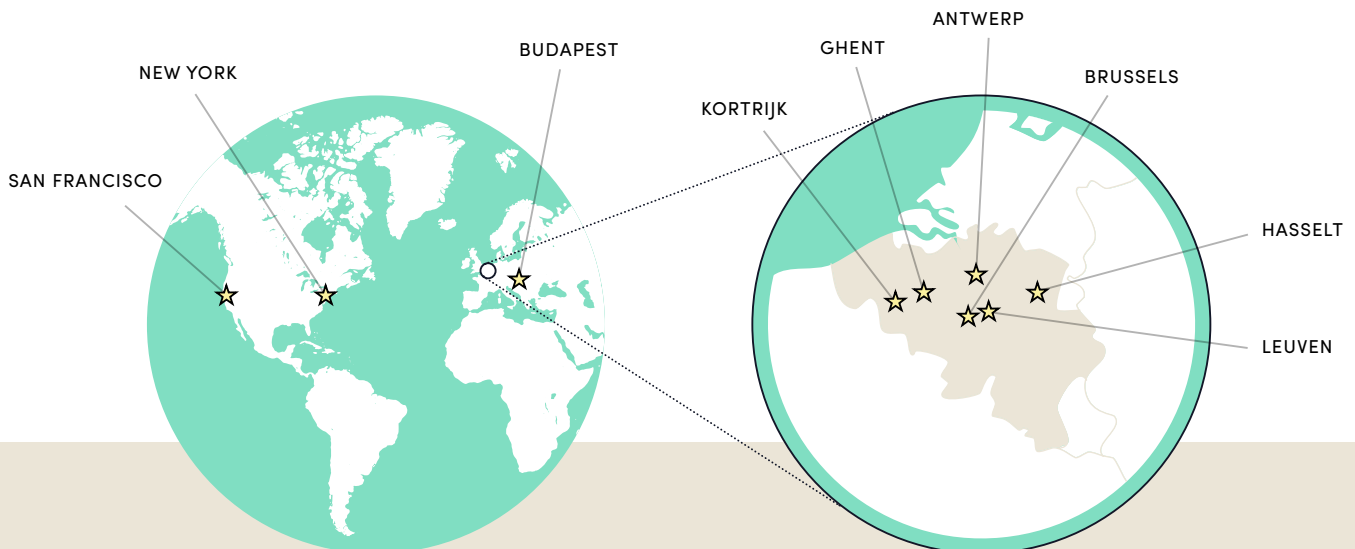 ANTWERP
GHENT
BUDAPEST
NEW YORK
BRUSSELS
KORTRIJK
SAN FRANCISCO
HASSELT
LEUVEN